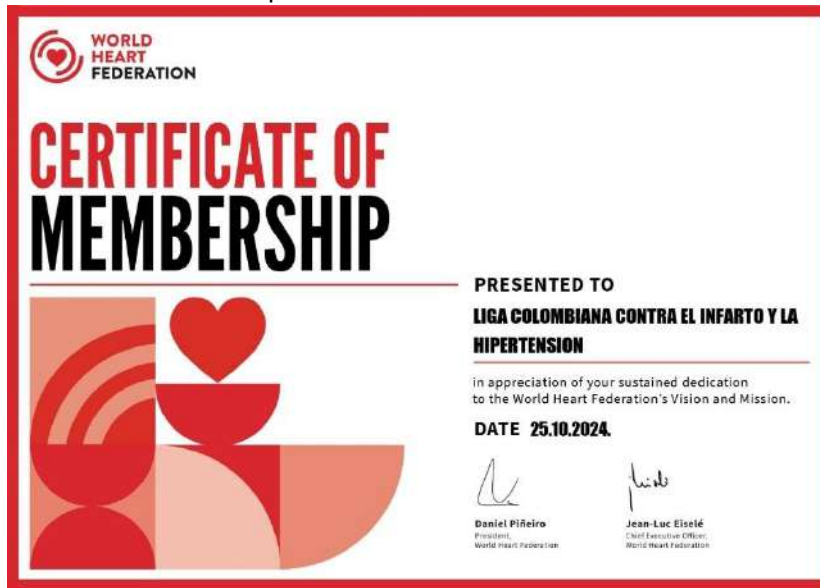 WORLD
HEART
FEDERATION
CERTIFICATE OF
MEMBERSHIP
PRESENTED TO
LIGA COLOMBIANA CONTRA EL INFARTO Y LA
HIPERTENSION
in appreciation of your sustained dedication
to the World Heart Federation's Vision and Mission.
DATE 25.10.2024.
Daniel Piñeiro
President,
World Heart Federation
Jean-Luc Eiselé
Chief Executive Officer,
World Heart Federation